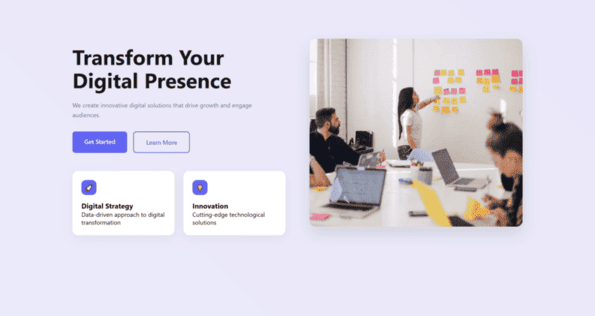 Transform Your
Digital Presence
We create innovative digital solutions that drive growth and engage
audiences.
Get Started
Learn More
Digital Strategy
Data-driven approach to digital
transformation
Innovation
Cutting-edge technological
solutions